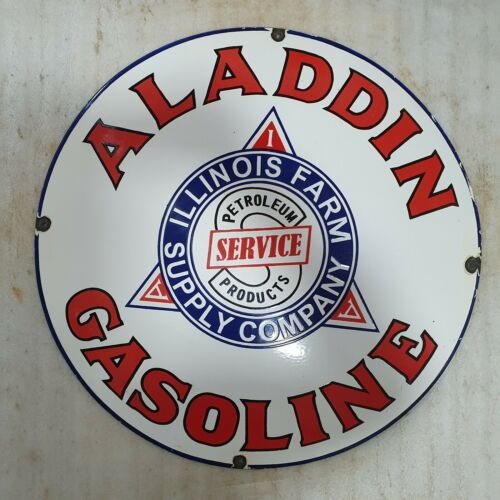 ALADDIN
I
ILLINOIS FARM
PETROLEUM
SERVICE
PRODUCTS
SUPPLY COMPANY
A
A
GASOLINE